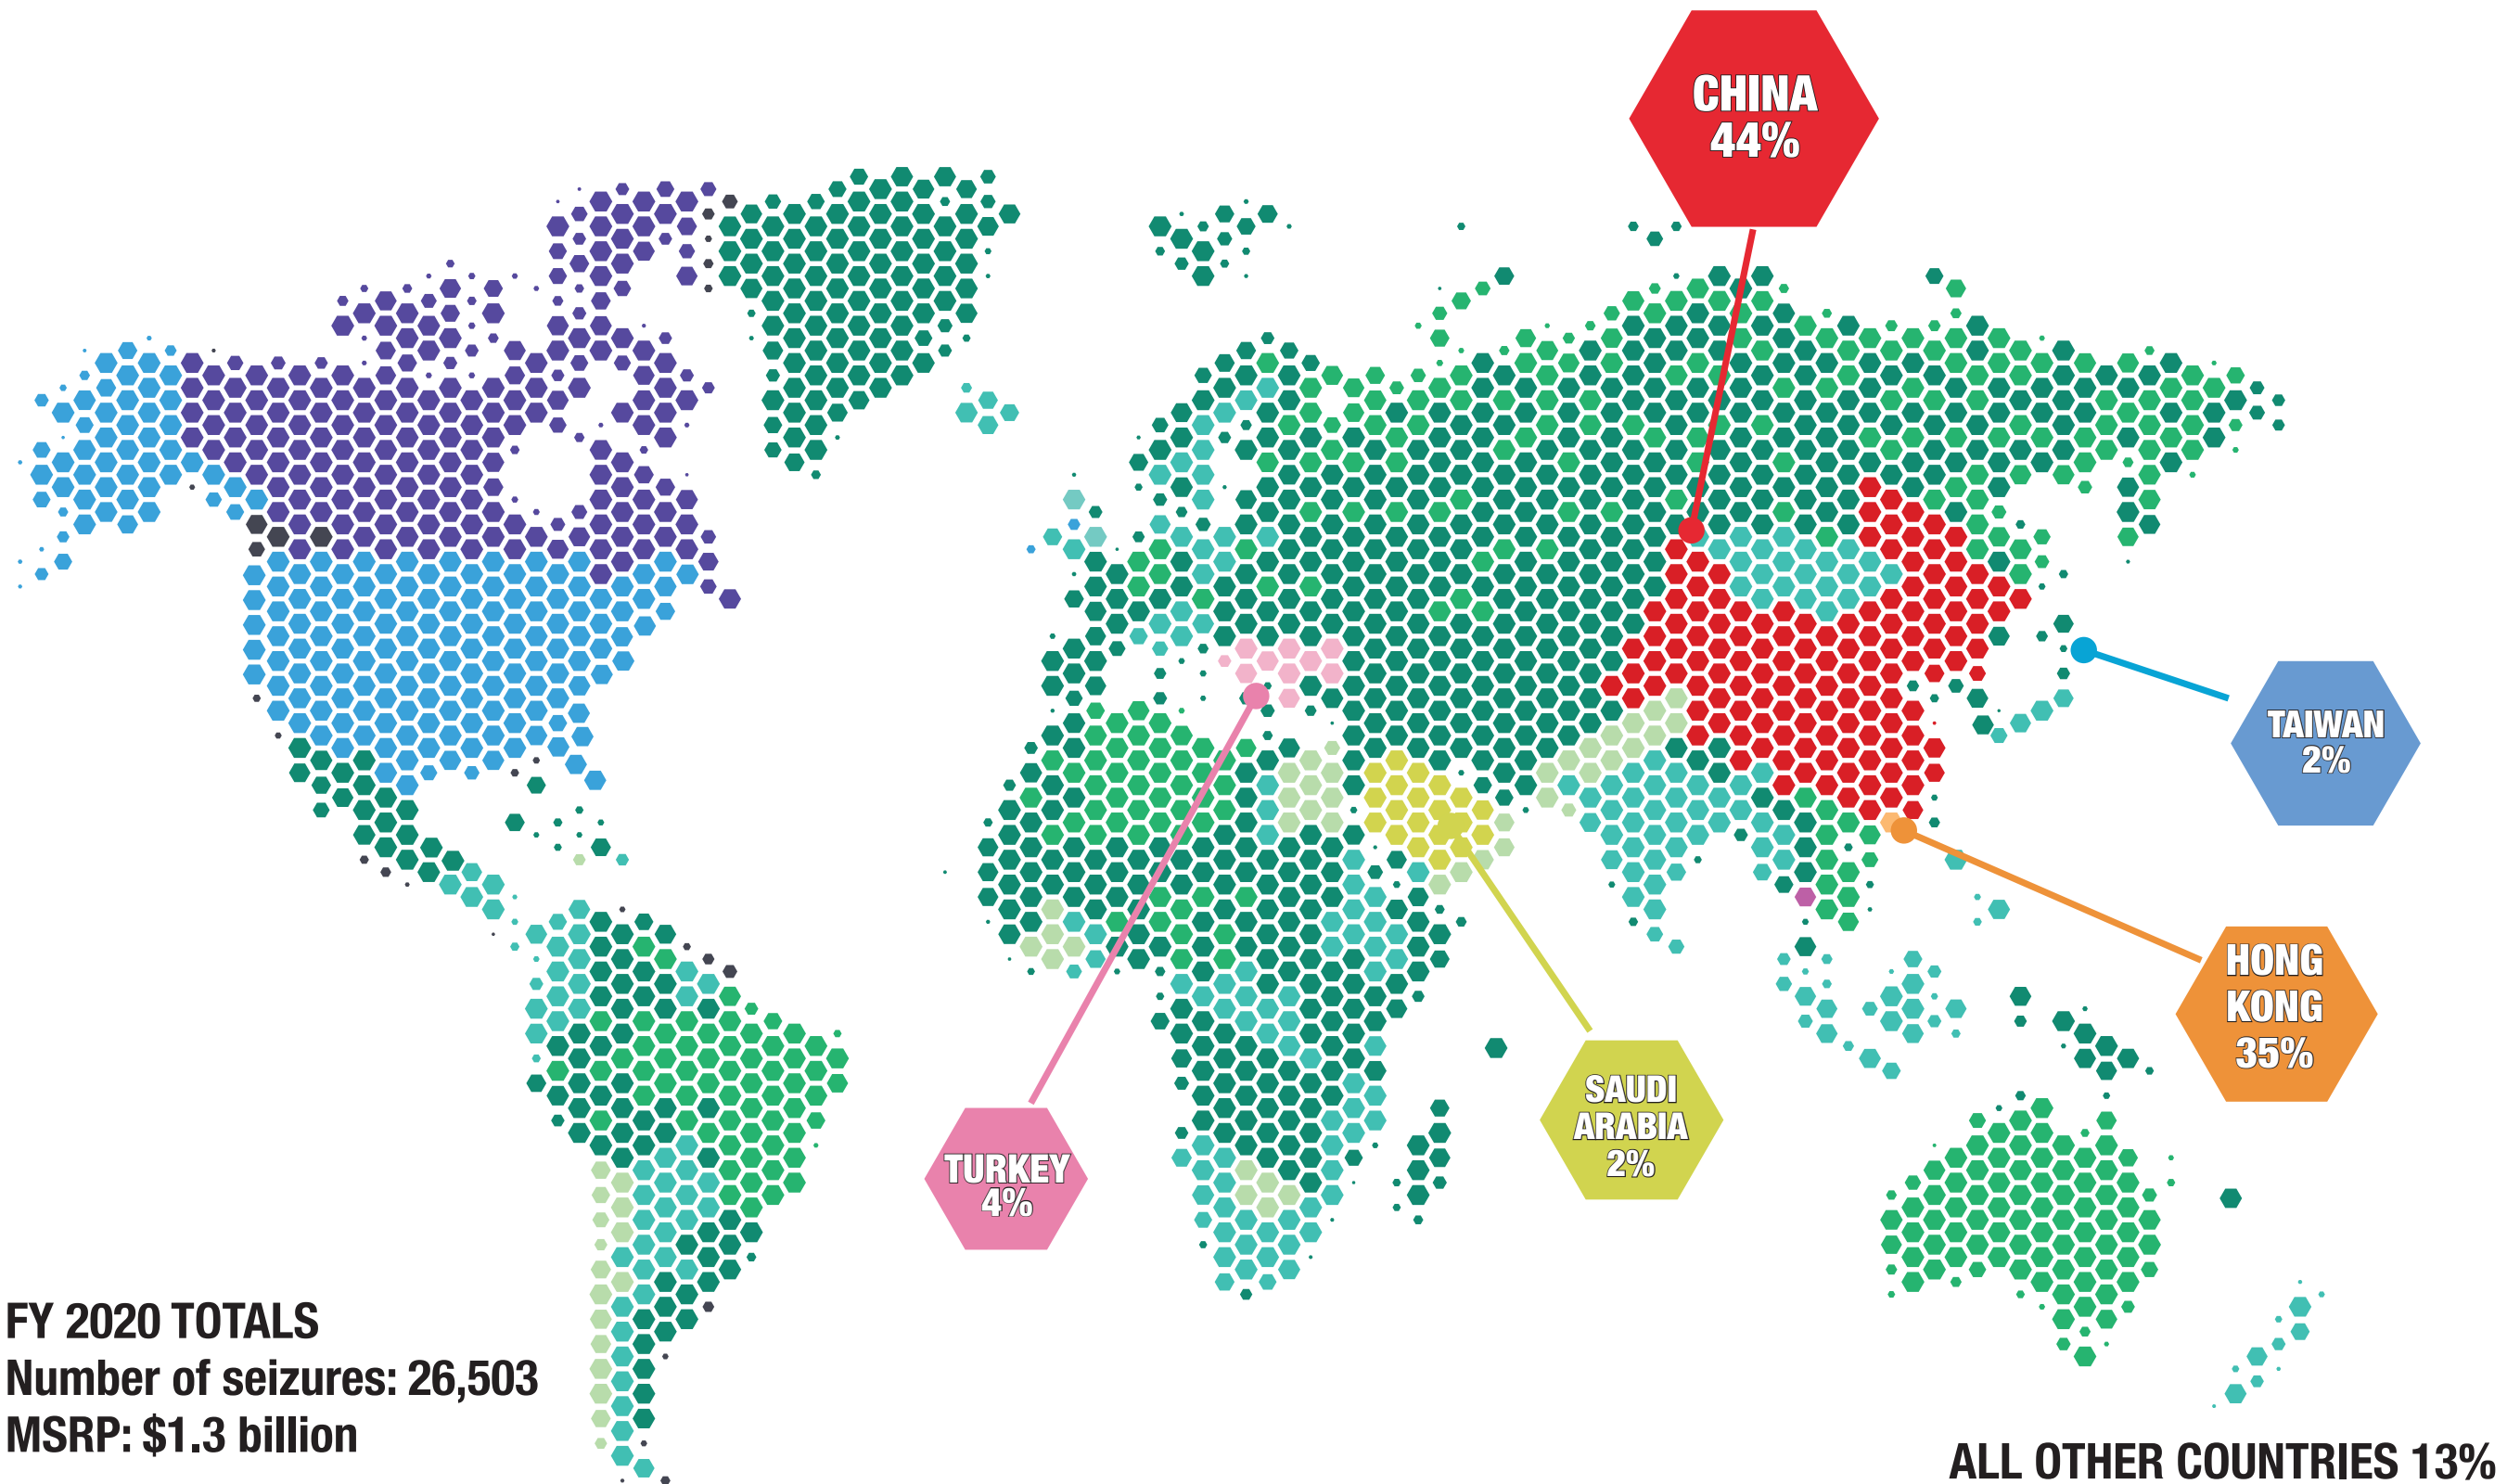 CHINA
44%
TAIWAN
2%
HONG
KONG
35%
SAUDI
ARABIA
2%
TURKEY
4%
FY 2020 TOTALS
Number of seizures: 26,503
MSRP: $1.3 billion
ALL OTHER COUNTRIES 13%